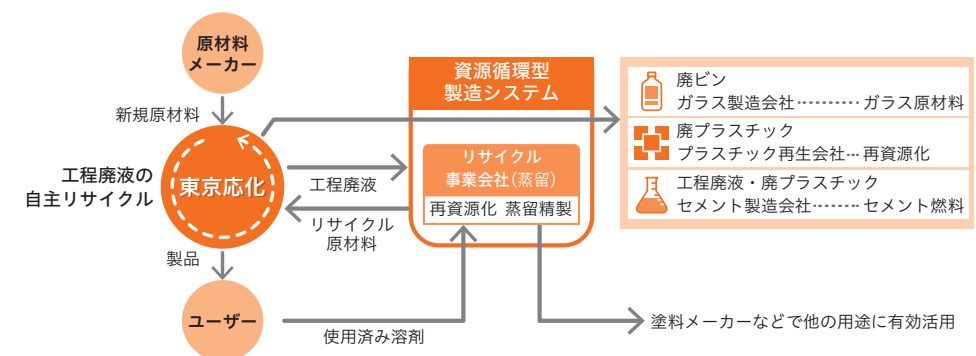 原材料
メーカー
新規原材料
工程廃液の
自主リサイクル
東京応化
製品
ユーザー
工程廃液
リサイクル
原材料
使用済み溶剤
資源循環型
製造システム
リサイクル
事業会社(蒸留)
再資源化 蒸留精製
廃ビン
ガラス製造会社‥‥‥‥‥ガラス原材料
廃プラスチック
プラスチック再生会社‥再資源化
工程廃液・廃プラスチック
セメント製造会社‥‥‥‥セメント燃料
塗料メーカーなどで他の用途に有効活用